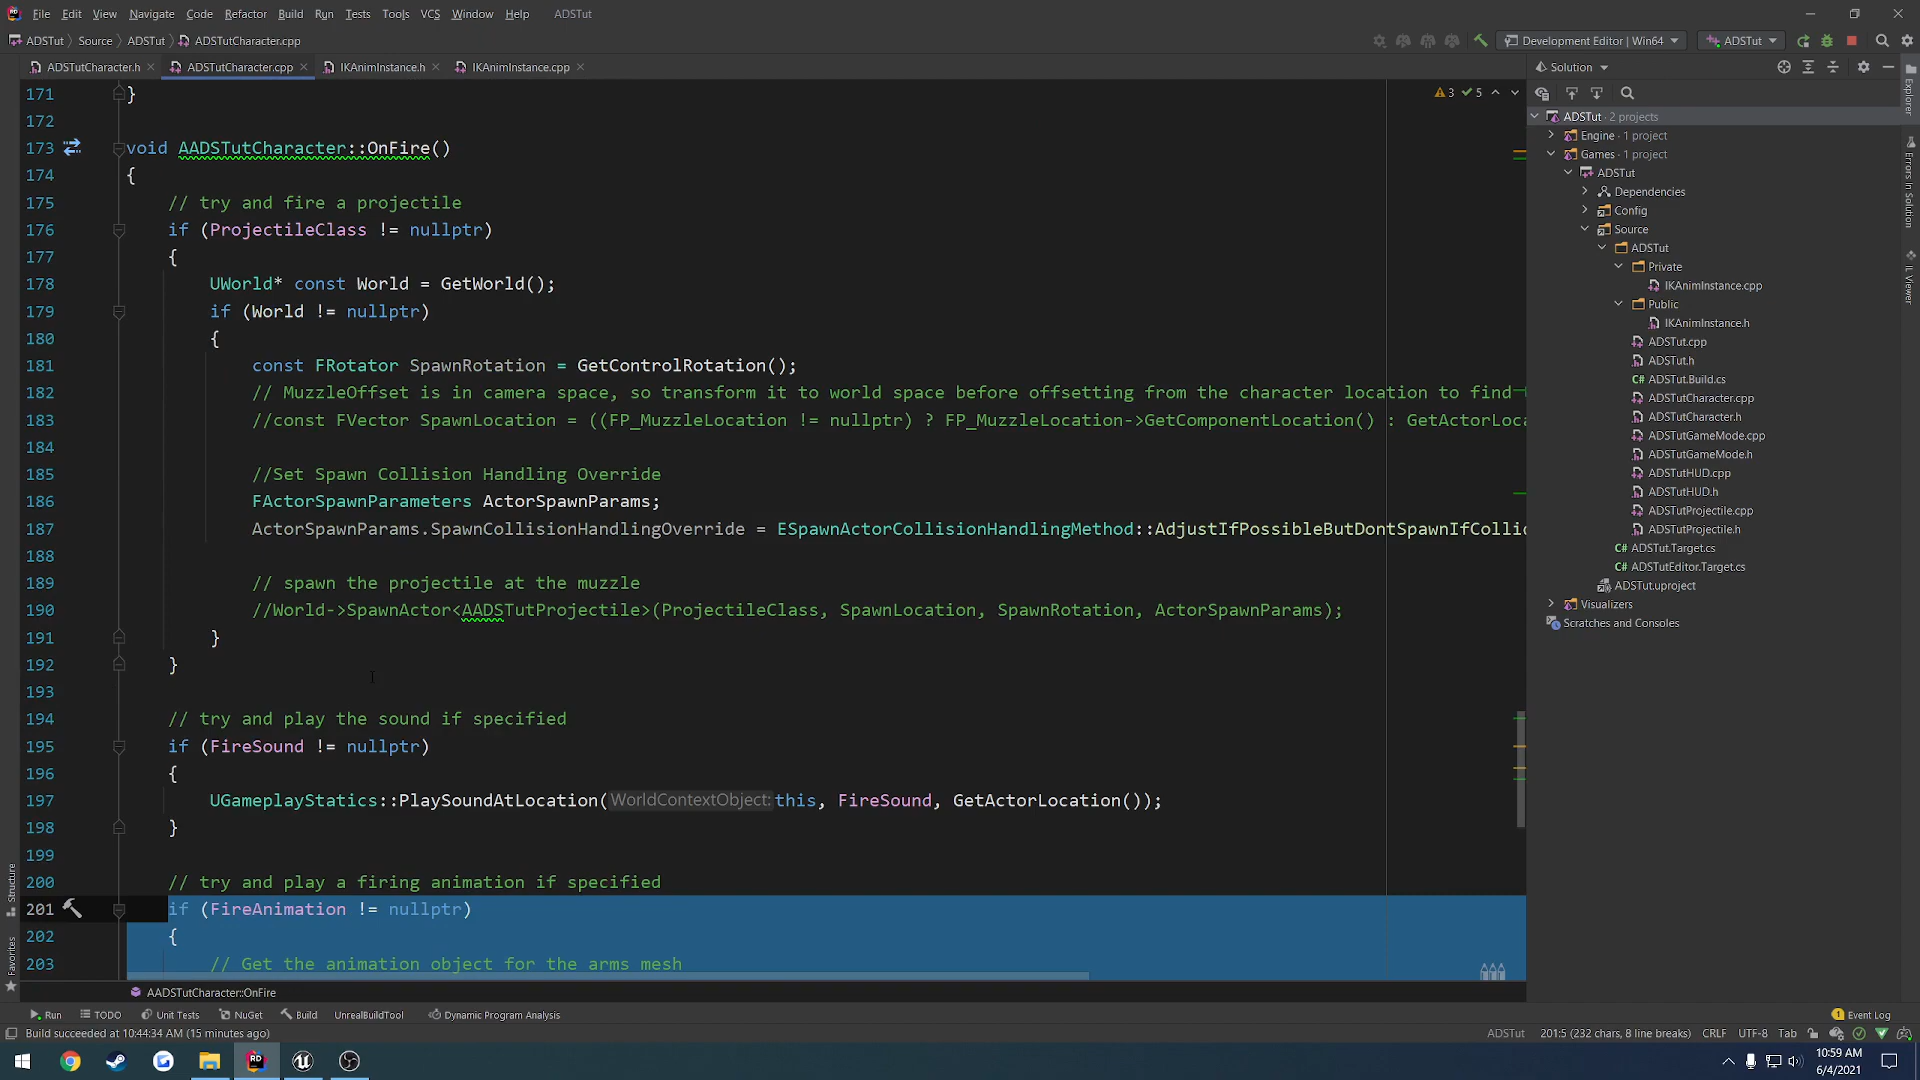 File Edit View Navigate Code Refactor Build Run Tests Tools VCS Window Help ADSTut
ADSTut Source ADSTut ADSTutCharacter.cpp
Development Editor | Win64 ADSTut
ADSTutCharacter.h ADSTutCharacter.cpp IKAnimInstance.h IKAnimInstance.cpp
Solution
3 5
171 }
172
173 void AADSTutCharacter::OnFire()
174 {
175 // try and fire a projectile
176 if (ProjectileClass != nullptr)
177 {
178 UWorld* const World = GetWorld();
179 if (World != nullptr)
180 {
181 const FRotator SpawnRotation = GetControlRotation();
182 // MuzzleOffset is in camera space, so transform it to world space before offsetting from the character location to find
183 //const FVector SpawnLocation = ((FP_MuzzleLocation != nullptr) ? FP_MuzzleLocation->GetComponentLocation() : GetActorLoca
184
185 //Set Spawn Collision Handling Override
186 FActorSpawnParameters ActorSpawnParams;
187 ActorSpawnParams.SpawnCollisionHandlingOverride = ESpawnActorCollisionHandlingMethod::AdjustIfPossibleButDontSpawnIfCollid
188
189 // spawn the projectile at the muzzle
190 //World->SpawnActor<AADSTutProjectile>(ProjectileClass, SpawnLocation, SpawnRotation, ActorSpawnParams);
191 }
192 }
193
194 // try and play the sound if specified
195 if (FireSound != nullptr)
196 {
197 UGameplayStatics::PlaySoundAtLocation(WorldContextObject:this, FireSound, GetActorLocation());
198 }
199
200 // try and play a firing animation if specified
201 if (FireAnimation != nullptr)
202 {
203 // Get the animation object for the arms mesh
AADSTutCharacter::OnFire
ADSTut · 2 projects
Engine · 1 project
Games · 1 project
ADSTut
Dependencies
Config
Source
ADSTut
Private
IKAnimInstance.cpp
Public
IKAnimInstance.h
ADSTut.cpp
ADSTut.h
C# ADSTut.Build.cs
ADSTutCharacter.cpp
ADSTutCharacter.h
ADSTutGameMode.cpp
ADSTutGameMode.h
ADSTutHUD.cpp
ADSTutHUD.h
ADSTutProjectile.cpp
ADSTutProjectile.h
C# ADSTut.Target.cs
C# ADSTutEditor.Target.cs
ADSTut.uproject
Visualizers
Scratches and Consoles
Explorer
Errors In Solution
IL Viewer
Structure
Favorites
Run TODO Unit Tests NuGet Build UnrealBuildTool Dynamic Program Analysis 1 Event Log
Build succeeded at 10:44:34 AM (15 minutes ago) ADSTut 201:5 (232 chars, 8 line breaks) CRLF UTF-8 Tab
10:59 AM
6/4/2021